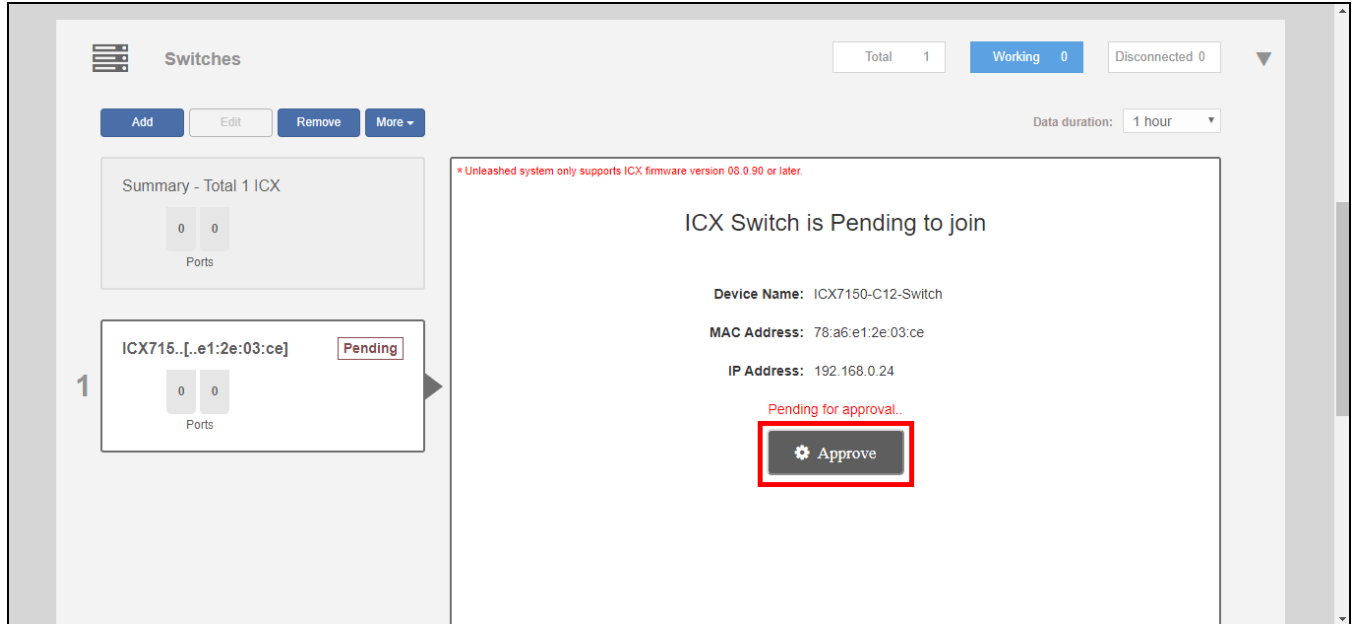 Switches
Total 1
Working 0
Disconnected 0
Add
Edit
Remove
More
Data duration: 1 hour
Summary - Total 1 ICX
0 0
Ports
1
ICX715..[..e1:2e:03:ce] Pending
0 0
Ports
* Unleashed system only supports ICX firmware version 08.0.90 or later.
ICX Switch is Pending to join
Device Name: ICX7150-C12-Switch
MAC Address: 78:a6:e1:2e:03:ce
IP Address: 192.168.0.24
Pending for approval..
Approve